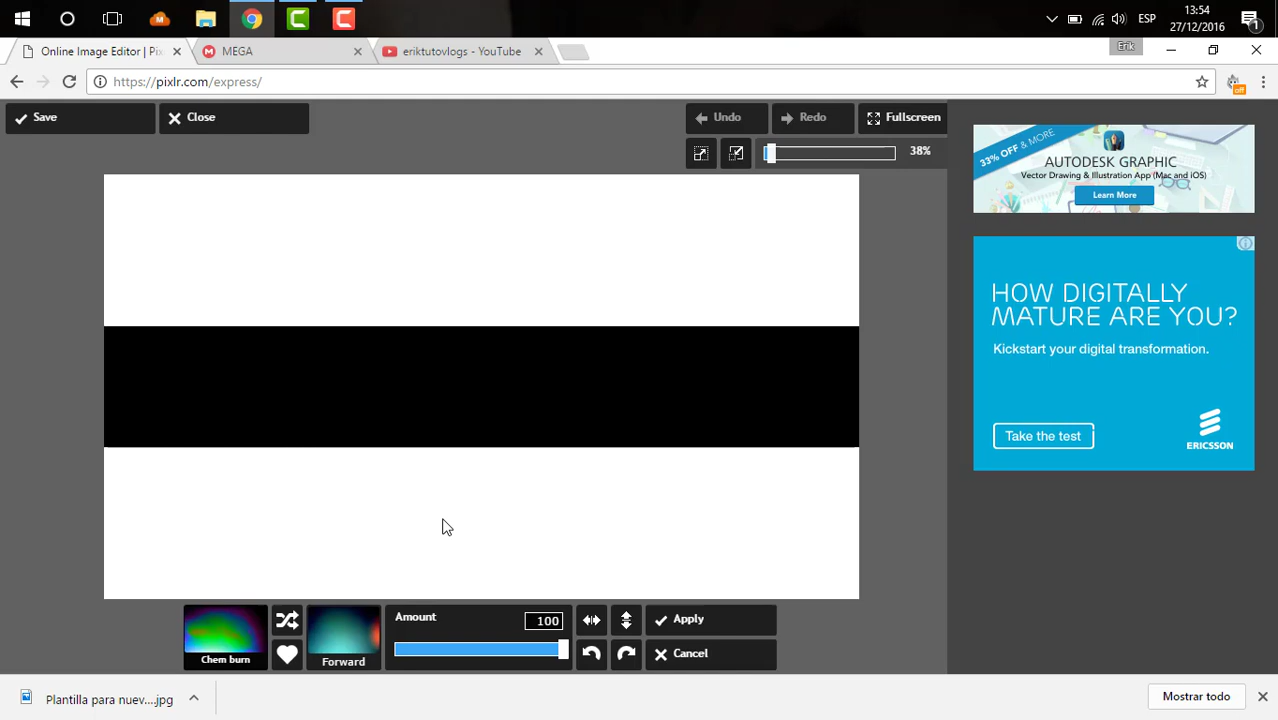 13:54
ESP
27/12/2016
1
Online Image Editor | Pix
MEGA
eriktutovlogs - YouTube
Erik
https://pixlr.com/express/
off
Save
Close
Undo
Redo
Fullscreen
38%
33% OFF & MORE
AUTODESK GRAPHIC
Vector Drawing & Illustration App (Mac and iOS)
Learn More
HOW DIGITALLY
MATURE ARE YOU?
Kickstart your digital transformation.
Take the test
ERICSSON
Chem burn
Forward
Amount
100
Apply
Cancel
Plantilla para nuev....jpg
Mostrar todo